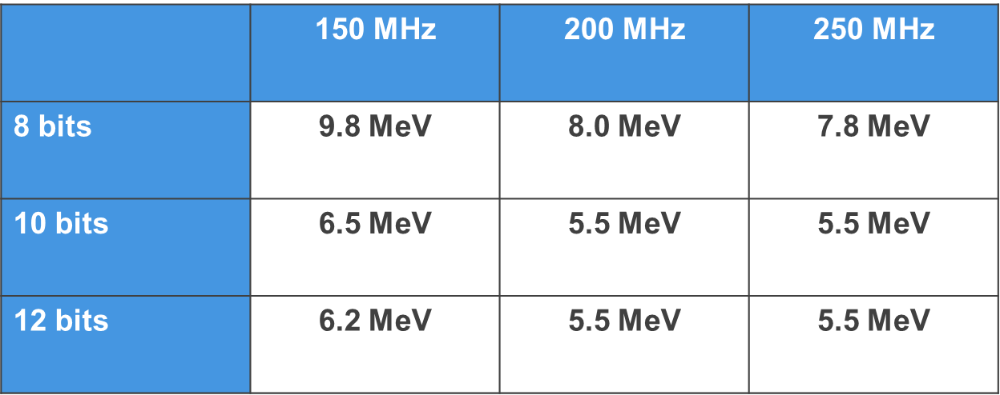 150 MHz 200 MHz 250 MHz
8 bits 9.8 MeV 8.0 MeV 7.8 MeV
10 bits 6.5 MeV 5.5 MeV 5.5 MeV
12 bits 6.2 MeV 5.5 MeV 5.5 MeV